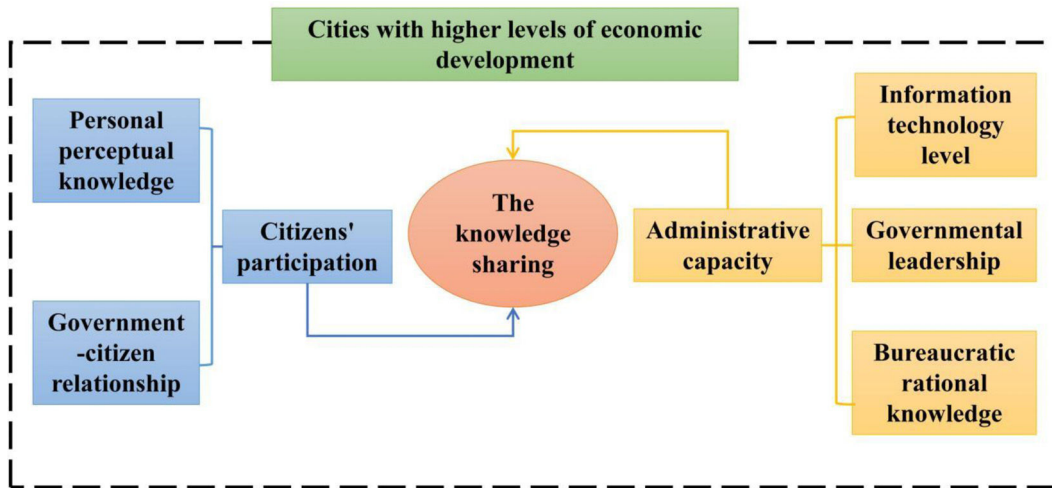 Cities with higher levels of economic
development
Personal
perceptual
knowledge
Citizens'
participation
Government
-citizen
relationship
The
knowledge
sharing
Administrative
capacity
Information
technology
level
Governmental
leadership
Bureaucratic
rational
knowledge